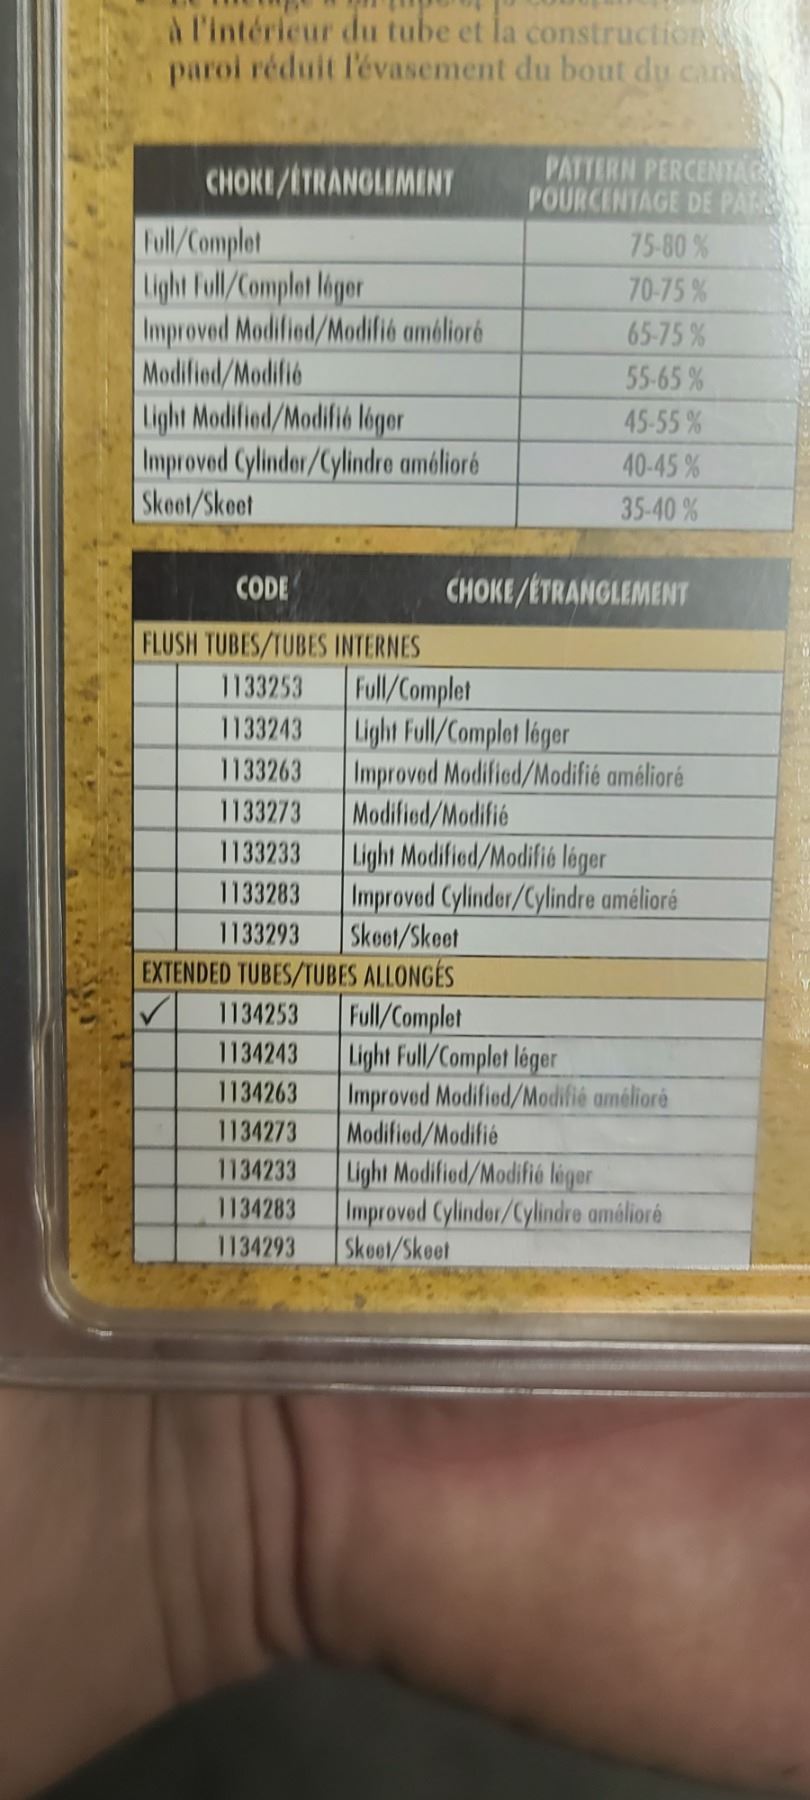 à l'intérieur du tube et la construction
paroi réduit l'évasement du bout du
CHOKE/ÉTRANGLEMENT
PATTERN
POURCENTAGE DE
Full/Complet 75-80 %
Light Full/Complet léger 70-75 %
Improved Modified/Modifié amélioré 65-75 %
Modified/Modifié 55-65 %
Light Modified/Modifié léger 45-55 %
Improved Cylinder/Cylindre amélioré 40-45 %
Skeet/Skeet 35-40 %
CODE CHOKE/ÉTRANGLEMENT
FLUSH TUBES/TUBES INTERNES
1133253 Full/Complet
1133243 Light Full/Complet léger
1133263 Improved Modified/Modifié amélioré
1133273 Modified/Modifié
1133233 Light Modified/Modifié léger
1133283 Improved Cylinder/Cylindre amélioré
1133293 Skeet/Skeet
EXTENDED TUBES/TUBES ALLONGÉS
✓ 1134253 Full/Complet
1134243 Light Full/Complet léger
1134263 Improved Modified/Modifié amélioré
1134273 Modified/Modifié
1134233 Light Modified/Modifié léger
1134283 Improved Cylinder/Cylindre amélioré
1134293 Skeet/Skeet